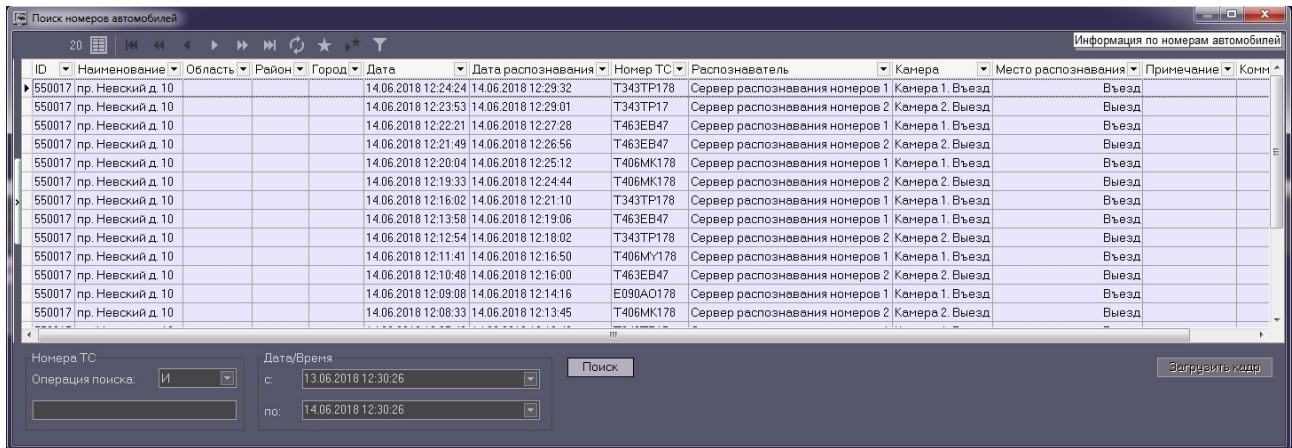 Поиск номеров автомобилей
20
Информация по номерам автомобилей
ID Наименование Область Район Город Дата Дата распознавания Номер ТС Распознаватель Камера Место распознавания Примечание Комм
550017 пр. Невский д. 10 14.06.2018 12:24:24 14.06.2018 12:29:32 Т343ТР178 Сервер распознавания номеров 1 Камера 1. Въезд Въезд
550017 пр. Невский д. 10 14.06.2018 12:23:53 14.06.2018 12:29:01 Т343ТР17 Сервер распознавания номеров 2 Камера 2. Выезд Выезд
550017 пр. Невский д. 10 14.06.2018 12:22:21 14.06.2018 12:27:28 Т463ЕВ47 Сервер распознавания номеров 1 Камера 1. Въезд Въезд
550017 пр. Невский д. 10 14.06.2018 12:21:49 14.06.2018 12:26:56 Т463ЕВ47 Сервер распознавания номеров 2 Камера 2. Выезд Выезд
550017 пр. Невский д. 10 14.06.2018 12:20:04 14.06.2018 12:25:12 Т406МК178 Сервер распознавания номеров 1 Камера 1. Въезд Въезд
550017 пр. Невский д. 10 14.06.2018 12:19:33 14.06.2018 12:24:44 Т406МК178 Сервер распознавания номеров 2 Камера 2. Выезд Выезд
550017 пр. Невский д. 10 14.06.2018 12:16:02 14.06.2018 12:21:10 Т343ТР178 Сервер распознавания номеров 1 Камера 1. Въезд Въезд
550017 пр. Невский д. 10 14.06.2018 12:13:58 14.06.2018 12:19:06 Т463ЕВ47 Сервер распознавания номеров 1 Камера 1. Въезд Въезд
550017 пр. Невский д. 10 14.06.2018 12:12:54 14.06.2018 12:18:02 Т343ТР178 Сервер распознавания номеров 2 Камера 2. Выезд Выезд
550017 пр. Невский д. 10 14.06.2018 12:11:41 14.06.2018 12:16:50 Т406МУ178 Сервер распознавания номеров 1 Камера 1. Въезд Въезд
550017 пр. Невский д. 10 14.06.2018 12:10:48 14.06.2018 12:16:00 Т463ЕВ47 Сервер распознавания номеров 2 Камера 2. Выезд Выезд
550017 пр. Невский д. 10 14.06.2018 12:09:08 14.06.2018 12:14:16 Е090АО178 Сервер распознавания номеров 1 Камера 1. Въезд Въезд
550017 пр. Невский д. 10 14.06.2018 12:08:33 14.06.2018 12:13:45 Т406МК178 Сервер распознавания номеров 2 Камера 2. Выезд Выезд
Номера ТС
Операция поиска: И
Дата/Время
с: 13.06.2018 12:30:26
по: 14.06.2018 12:30:26
Поиск
Загрузить кадр